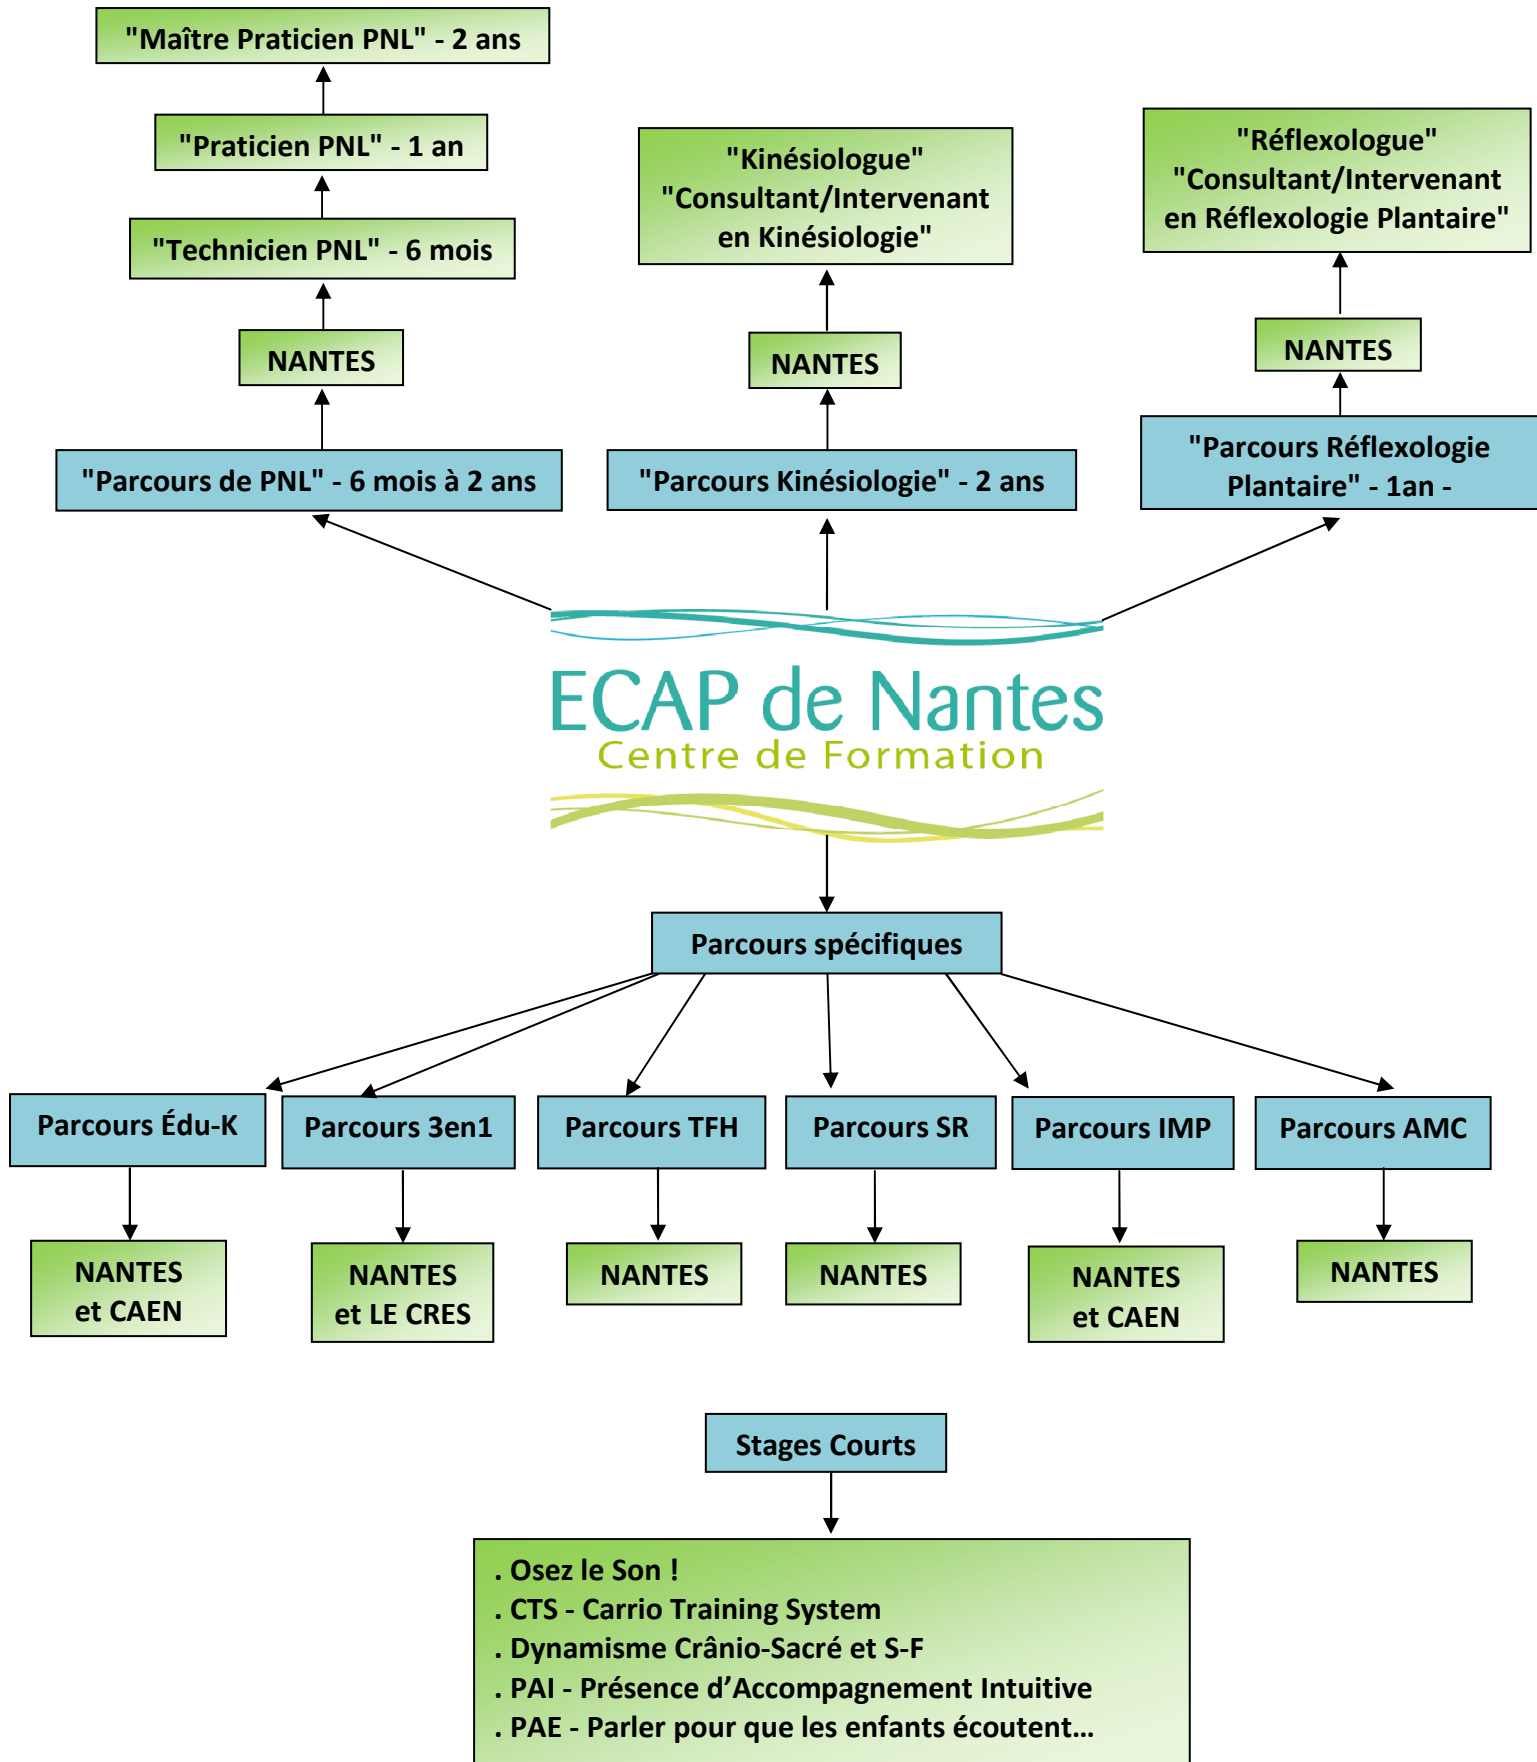 "Maître Praticien PNL" - 2 ans
"Praticien PNL" - 1 an
"Technicien PNL" - 6 mois
NANTES
"Parcours de PNL" - 6 mois à 2 ans
"Kinésiologue"
"Consultant/Intervenant
en Kinésiologie"
NANTES
"Parcours Kinésiologie" - 2 ans
"Réflexologue"
"Consultant/Intervenant
en Réflexologie Plantaire"
NANTES
"Parcours Réflexologie
Plantaire" - 1an -
ECAP de Nantes
Centre de Formation
Parcours spécifiques
Parcours Édu-K
Parcours 3en1
Parcours TFH
Parcours SR
Parcours IMP
Parcours AMC
NANTES
et CAEN
NANTES
et LE CRES
NANTES
NANTES
NANTES
et CAEN
NANTES
Stages Courts
. Osez le Son !
. CTS - Carrio Training System
. Dynamisme Crânio-Sacré et S-F
. PAI - Présence d’Accompagnement Intuitive
. PAE - Parler pour que les enfants écoutent…